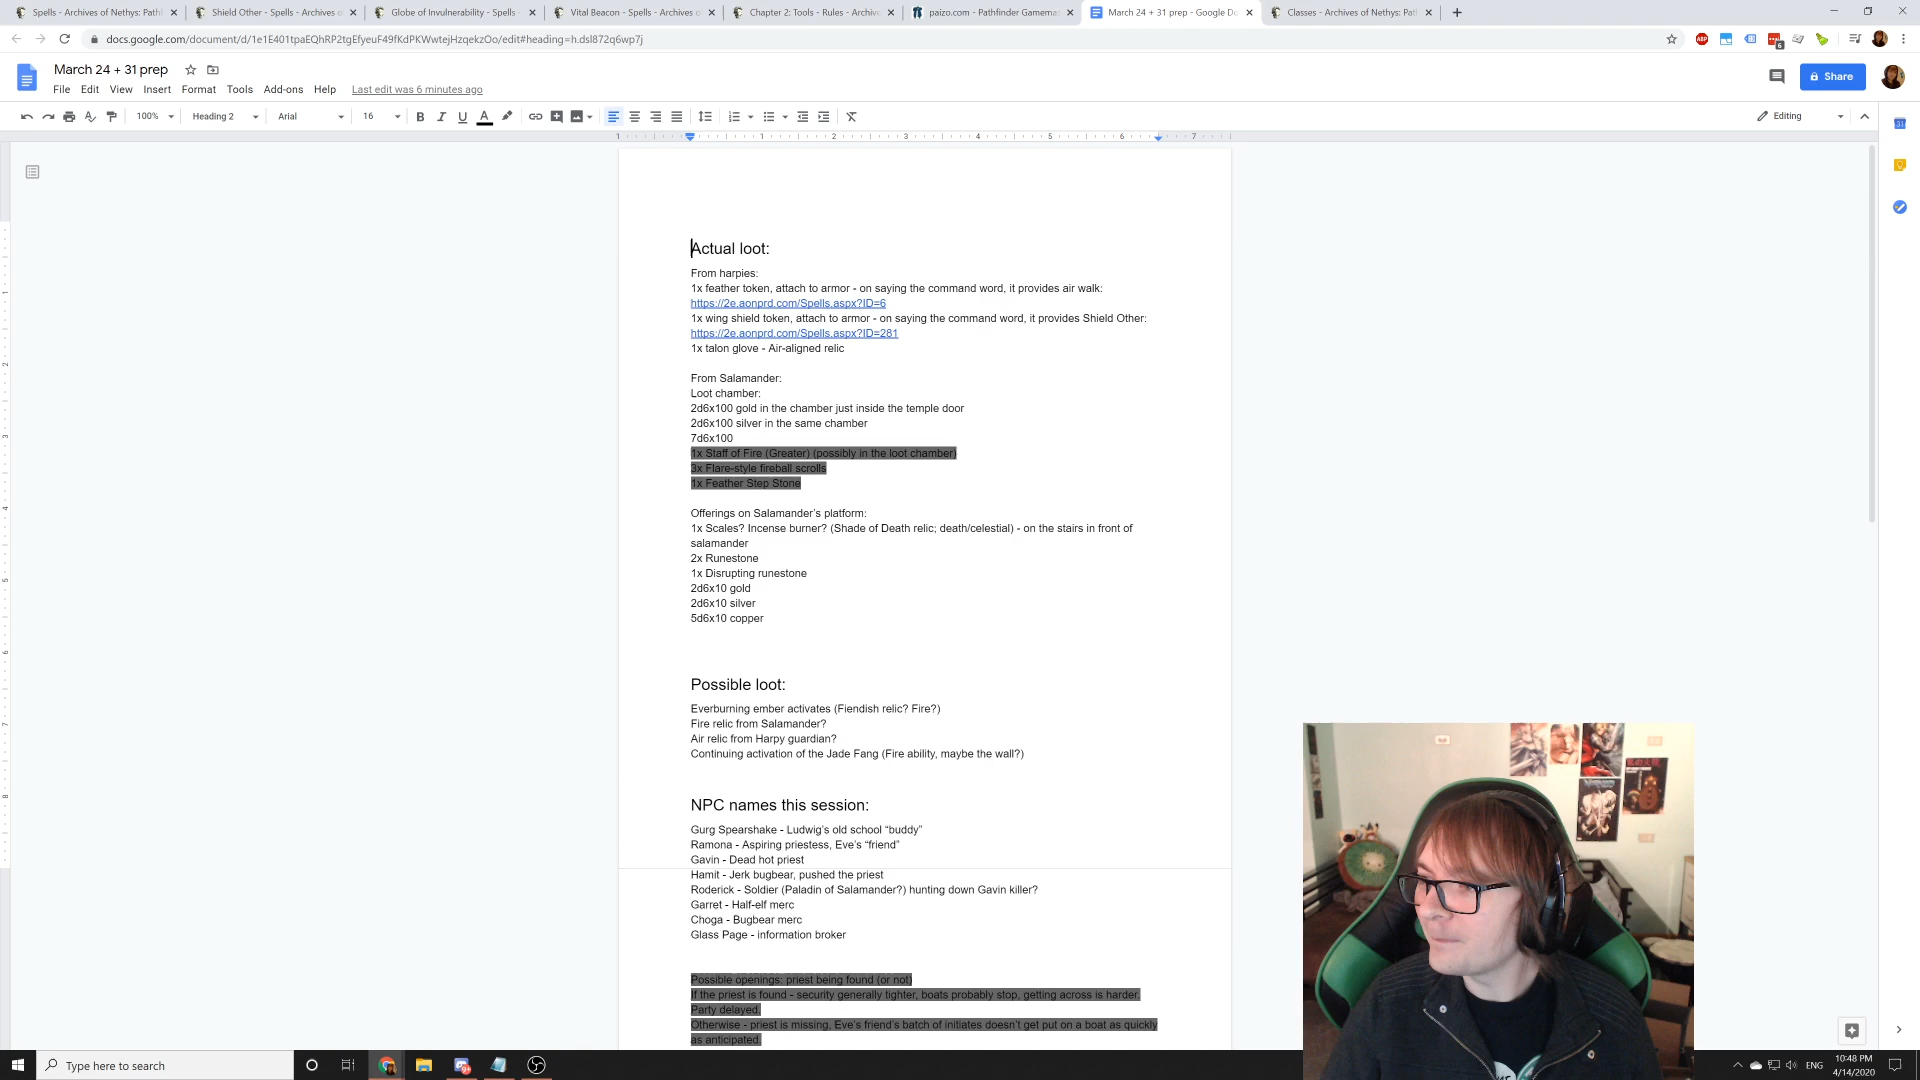 Spells - Archives of Nethys: Pathf
Shield Other - Spells - Archives o
Globe of Invulnerability - Spells -
Vital Beacon - Spells - Archives o
Chapter 2: Tools - Rules - Archive
paizo.com - Pathfinder Gamema
March 24 + 31 prep - Google Do
Classes - Archives of Nethys: Pat
docs.google.com/document/d/1e1E401tpaEQhRP2tgEfyeuF49fKdPKWwtejHzqekzOo/edit#heading=h.dsl872q6wp7j
March 24 + 31 prep
File Edit View Insert Format Tools Add-ons Help Last edit was 6 minutes ago
Share
100% Heading 2 Arial 16
Editing
Actual loot:
From harpies:
1x feather token, attach to armor - on saying the command word, it provides air walk:
https://2e.aonprd.com/Spells.aspx?ID=6
1x wing shield token, attach to armor - on saying the command word, it provides Shield Other:
https://2e.aonprd.com/Spells.aspx?ID=281
1x talon glove - Air-aligned relic
From Salamander:
Loot chamber:
2d6x100 gold in the chamber just inside the temple door
2d6x100 silver in the same chamber
7d6x100
1x Staff of Fire (Greater) (possibly in the loot chamber)
3x Flare-style fireball scrolls
1x Feather Step Stone
Offerings on Salamander's platform:
1x Scales? Incense burner? (Shade of Death relic; death/celestial) - on the stairs in front of
salamander
2x Runestone
1x Disrupting runestone
2d6x10 gold
2d6x10 silver
5d6x10 copper
Possible loot:
Everburning ember activates (Fiendish relic? Fire?)
Fire relic from Salamander?
Air relic from Harpy guardian?
Continuing activation of the Jade Fang (Fire ability, maybe the wall?)
NPC names this session:
Gurg Spearshake - Ludwig's old school “buddy”
Ramona - Aspiring priestess, Eve's “friend”
Gavin - Dead hot priest
Hamit - Jerk bugbear, pushed the priest
Roderick - Soldier (Paladin of Salamander?) hunting down Gavin killer?
Garret - Half-elf merc
Choga - Bugbear merc
Glass Page - information broker
Possible openings: priest being found (or not)
If the priest is found - security generally tighter, boats probably stop, getting across is harder.
Party delayed.
Otherwise - priest is missing, Eve's friend's batch of initiates doesn't get put on a boat as quickly
as anticipated.
Type here to search
ENG
10:48 PM
4/14/2020